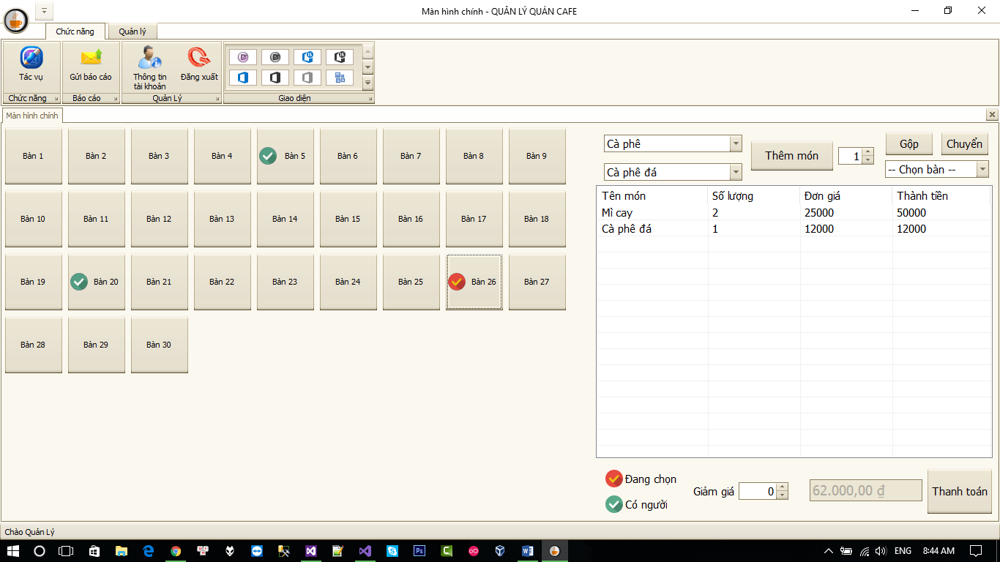 Màn hình chính - QUẢN LÝ QUÁN CAFE
Chức năng Quản lý
Tác vụ Gửi báo cáo Thông tin tài khoản Đăng xuất
Chức năng Báo cáo Quản Lý Giao diện
Màn hình chính
Bàn 1 Bàn 2 Bàn 3 Bàn 4 Bàn 5 Bàn 6 Bàn 7 Bàn 8 Bàn 9
Bàn 10 Bàn 11 Bàn 12 Bàn 13 Bàn 14 Bàn 15 Bàn 16 Bàn 17 Bàn 18
Bàn 19 Bàn 20 Bàn 21 Bàn 22 Bàn 23 Bàn 24 Bàn 25 Bàn 26 Bàn 27
Bàn 28 Bàn 29 Bàn 30
Cà phê Thêm món 1 Gộp Chuyển
Cà phê đá -- Chọn bàn --
Tên món Số lượng Đơn giá Thành tiền
Mì cay 2 25000 50000
Cà phê đá 1 12000 12000
Đang chọn
Có người
Giảm giá 0 62.000,00 ₫ Thanh toán
Chào Quản Lý
ENG 8:44 AM